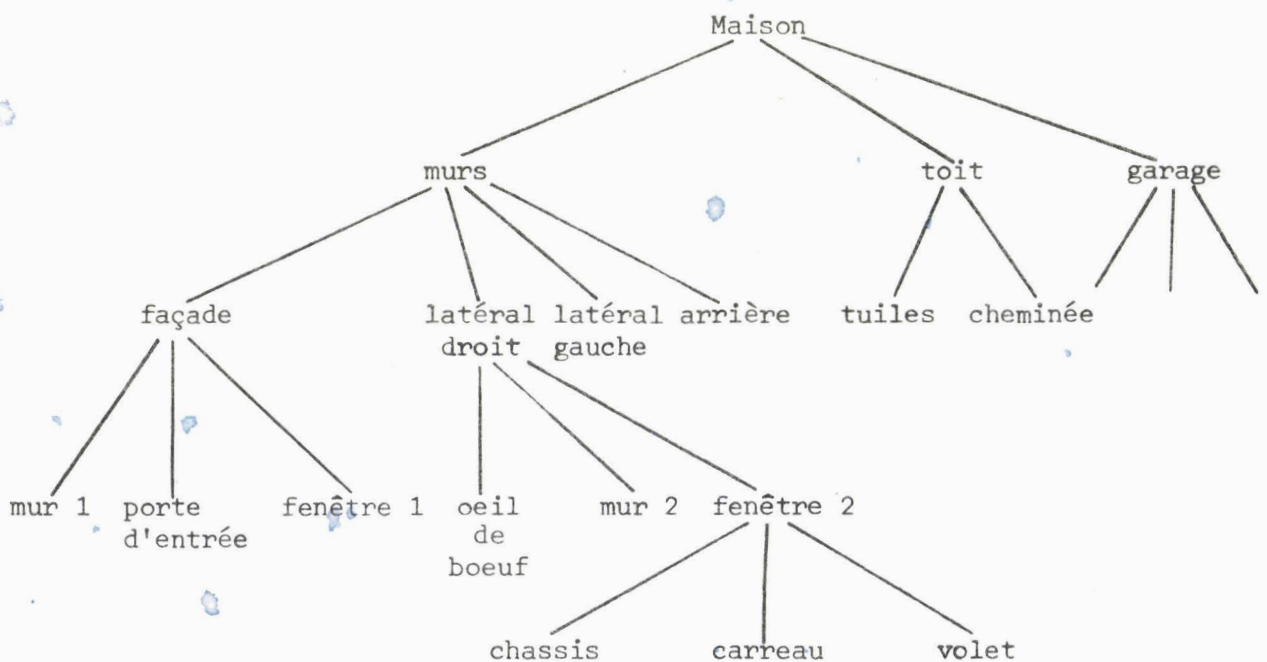 Maison
murs toit garage
façade latéral latéral arrière tuiles cheminée
droit gauche
mur 1 porte fenêtre 1 oeil mur 2 fenêtre 2
d'entrée de
boeuf
chassis carreau volet